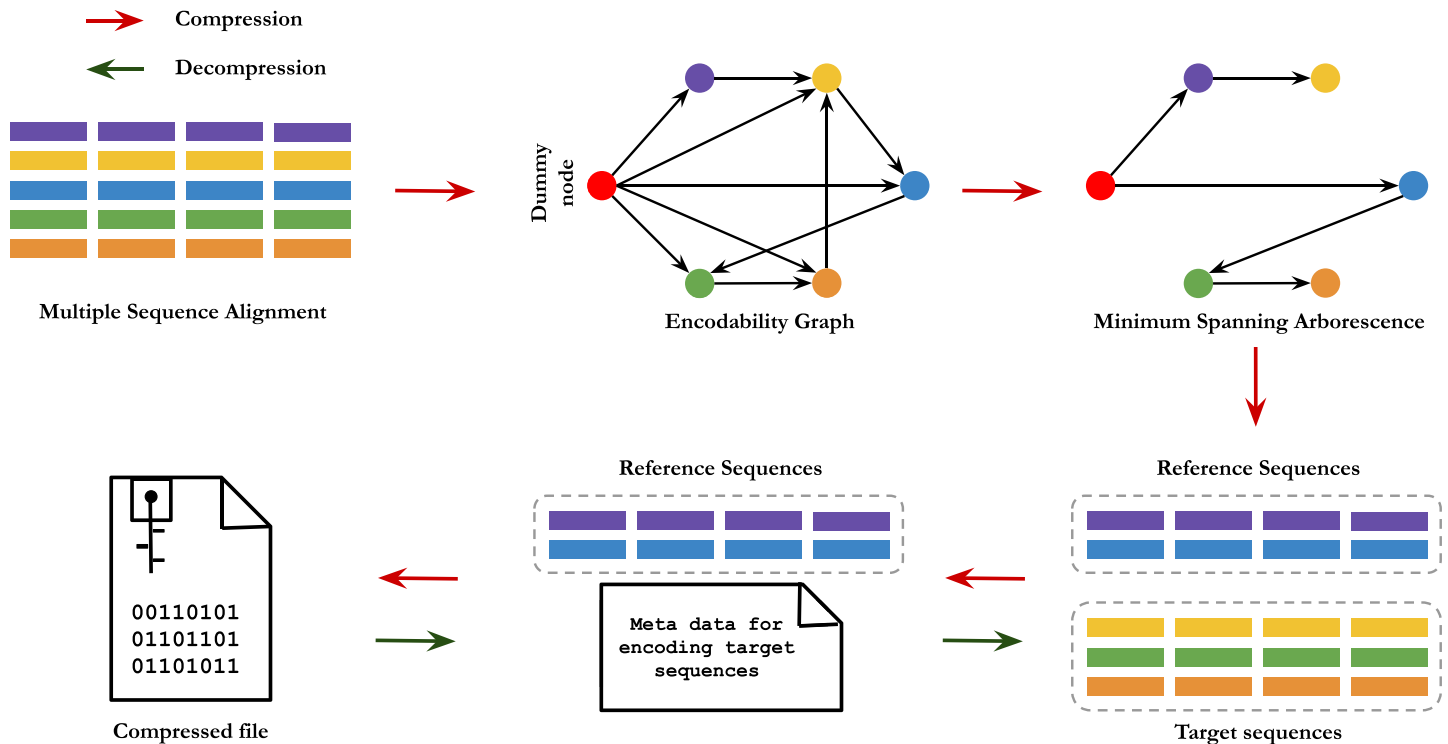 Compression
Decompression
Dummy
node
Multiple Sequence Alignment
Encodability Graph
Minimum Spanning Arborescence
Reference Sequences
Reference Sequences
00110101
01101101
01101011
Meta data for
encoding target
sequences
Compressed file
Target sequences